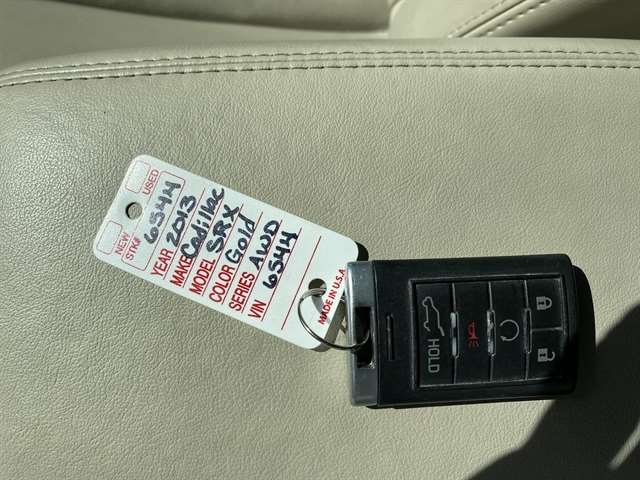 NEW USED
STK# 6544
YEAR 2013
MAKE Cadillac
MODEL SRX
COLOR Gold
SERIES AWD
VIN 6544
MADE IN U.S.A.
HOLD